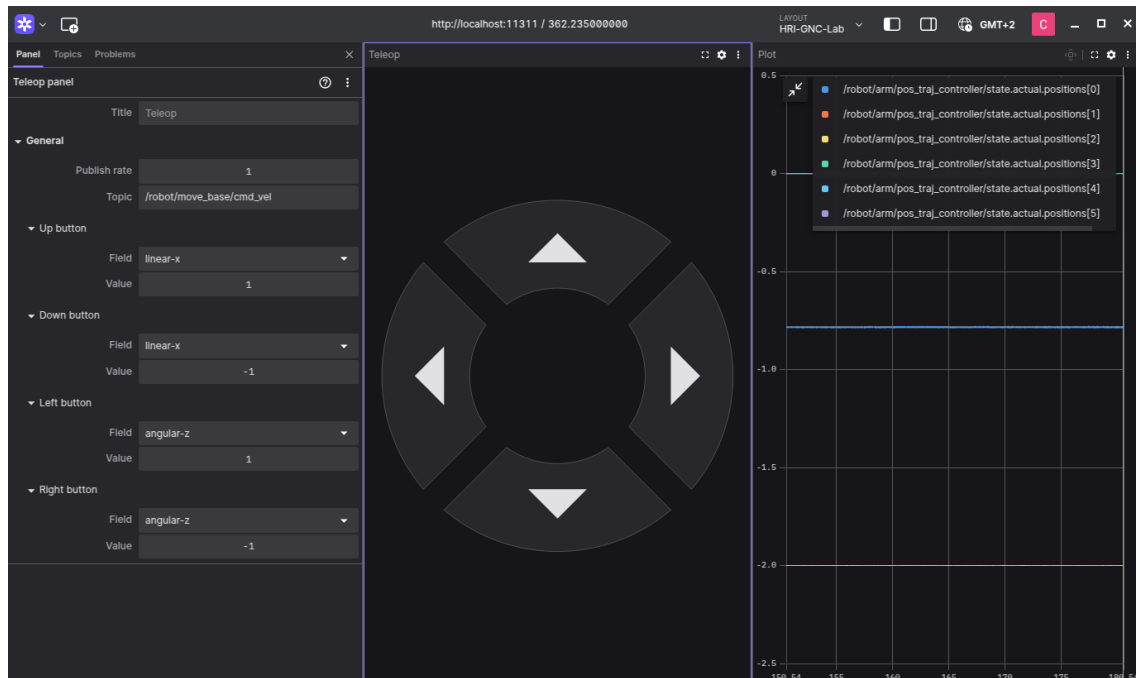 http://localhost:11311 / 362.235000000
LAYOUT
HRI-GNC-Lab
GMT+2
C
Panel Topics Problems
Teleop panel
Title Teleop
General
Publish rate 1
Topic /robot/move_base/cmd_vel
Up button
Field linear-x
Value 1
Down button
Field linear-x
Value -1
Left button
Field angular-z
Value 1
Right button
Field angular-z
Value -1
Teleop
Plot
/robot/arm/pos_traj_controller/state.actual.positions[0]
/robot/arm/pos_traj_controller/state.actual.positions[1]
/robot/arm/pos_traj_controller/state.actual.positions[2]
/robot/arm/pos_traj_controller/state.actual.positions[3]
/robot/arm/pos_traj_controller/state.actual.positions[4]
/robot/arm/pos_traj_controller/state.actual.positions[5]
0.5
0
-0.5
-1.0
-1.5
-2.0
-2.5
150.54 155 160 165 170 175